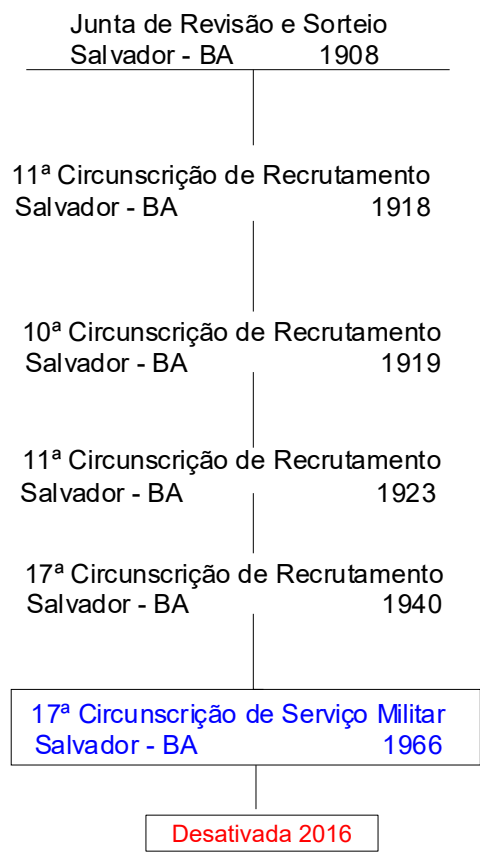 Junta de Revisão e Sorteio
Salvador - BA 1908
11ª Circunscrição de Recrutamento
Salvador - BA 1918
10ª Circunscrição de Recrutamento
Salvador - BA 1919
11ª Circunscrição de Recrutamento
Salvador - BA 1923
17ª Circunscrição de Recrutamento
Salvador - BA 1940
17ª Circunscrição de Serviço Militar
Salvador - BA 1966
Desativada 2016